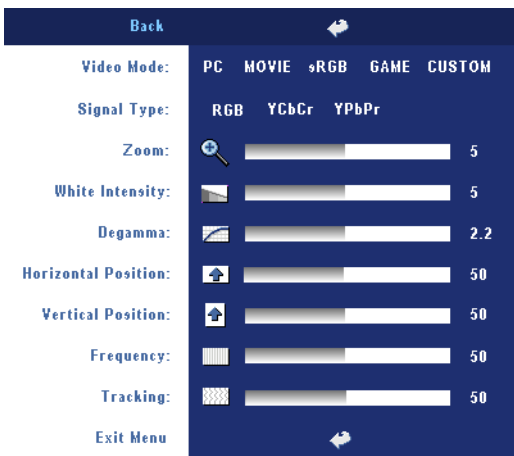 Back
Video Mode: PC MOVIE sRGB GAME CUSTOM
Signal Type: RGB YCbCr YPbPr
Zoom: 5
White Intensity: 5
Degamma: 2.2
Horizontal Position: 50
Vertical Position: 50
Frequency: 50
Tracking: 50
Exit Menu